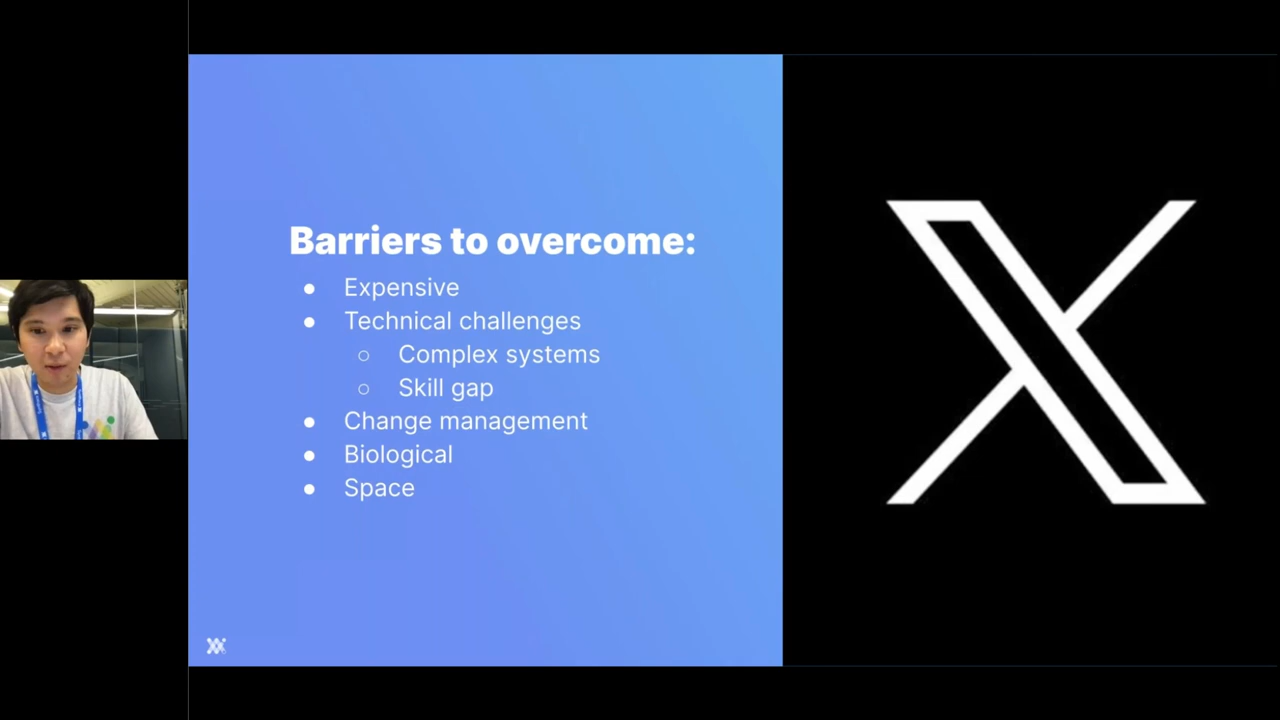 Barriers to overcome:
● Expensive
● Technical challenges
○ Complex systems
○ Skill gap
● Change management
● Biological
● Space
X